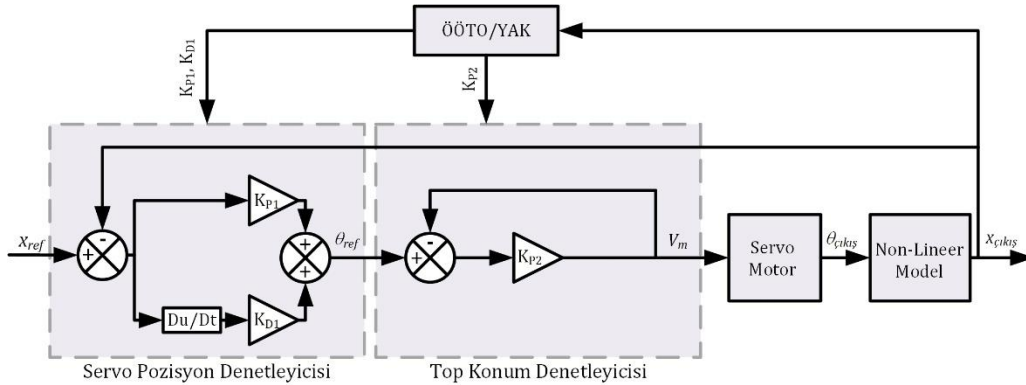 ÖÖTO/YAK
K_P1, K_D1
K_P2
X_ref
+
-
K_P1
+
+
θ_ref
Du/Dt
K_D1
-
+
K_P2
V_m
Servo
Motor
θ_çıkış
Non-Lineer
Model
x_çıkış
Servo Pozisyon Denetleyicisi
Top Konum Denetleyicisi